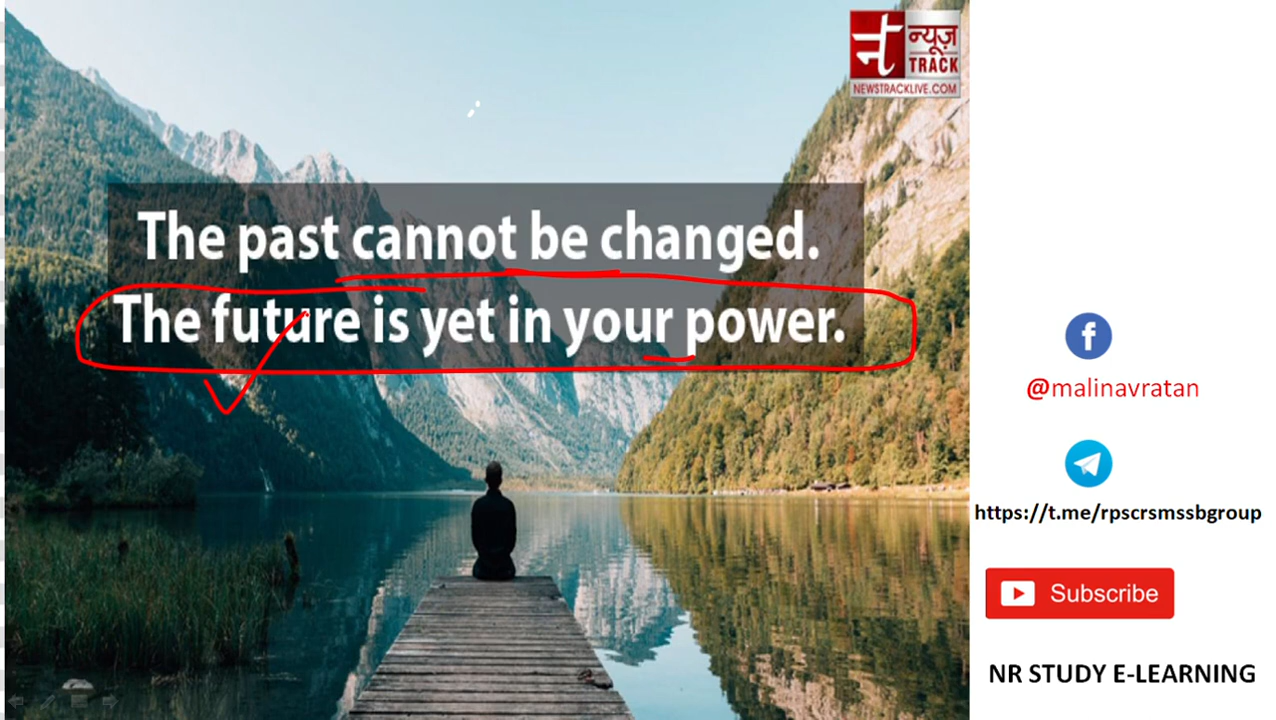 न्यूज़
TRACK
NEWSTRACKLIVE.COM
The past cannot be changed.
The future is yet in your power.
@malinavratan
https://t.me/rpscrsmssbgroup
Subscribe
NR STUDY E-LEARNING